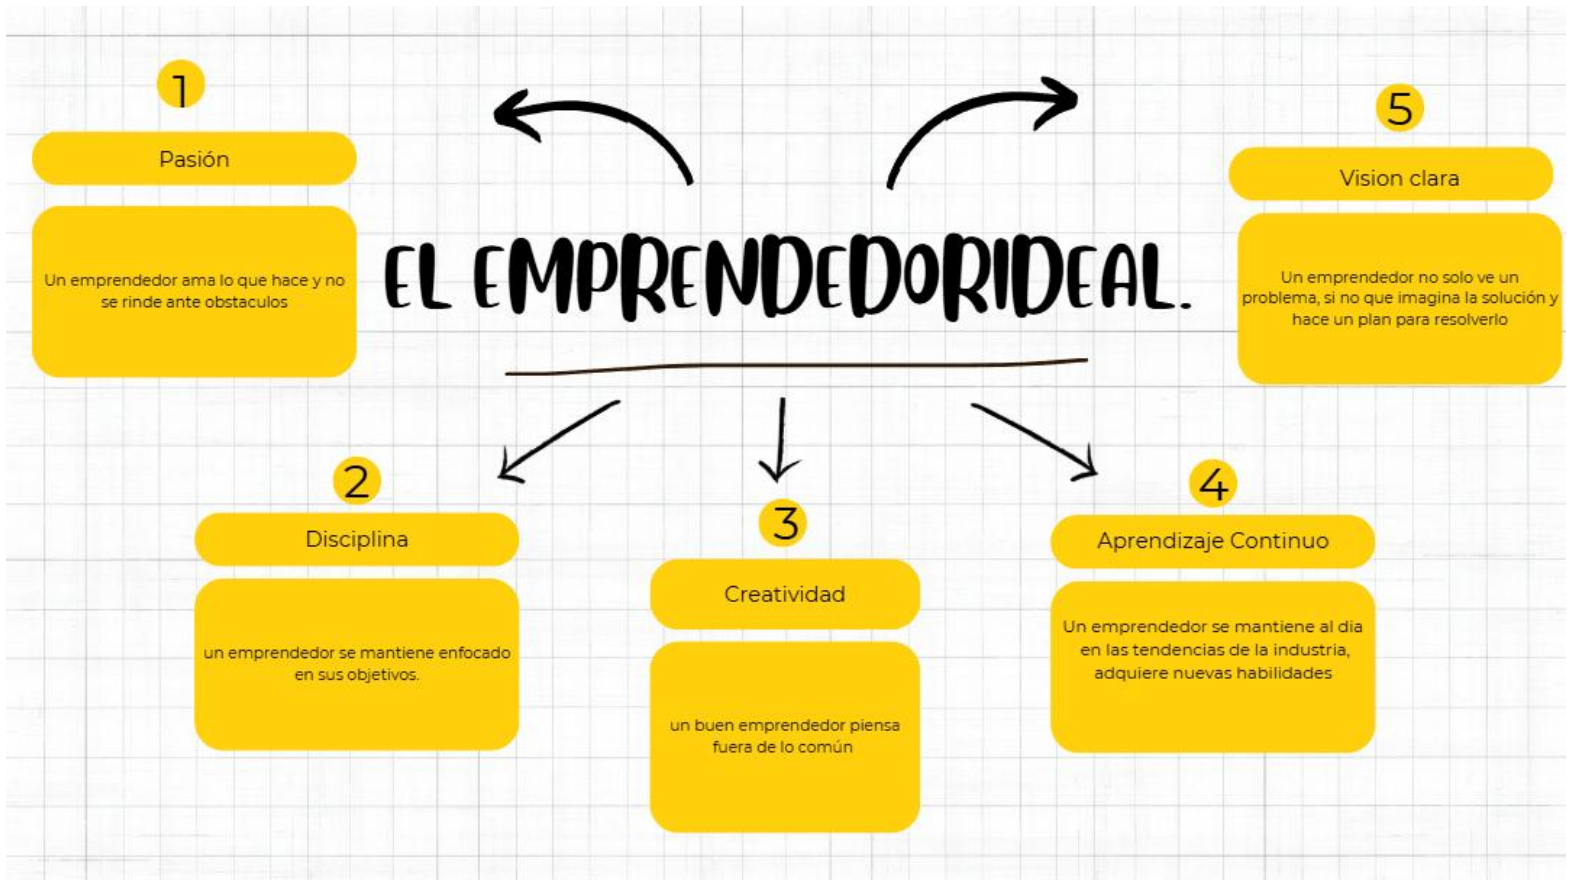 EL EMPRENDEDORIDEAL.
1
Pasión
Un emprendedor ama lo que hace y no
se rinde ante obstaculos
2
Disciplina
un emprendedor se mantiene enfocado
en sus objetivos.
3
Creatividad
un buen emprendedor piensa
fuera de lo común
4
Aprendizaje Continuo
Un emprendedor se mantiene al dia
en las tendencias de la industria,
adquiere nuevas habilidades
5
Vision clara
Un emprendedor no solo ve un
problema, si no que imagina la solución y
hace un plan para resolverlo